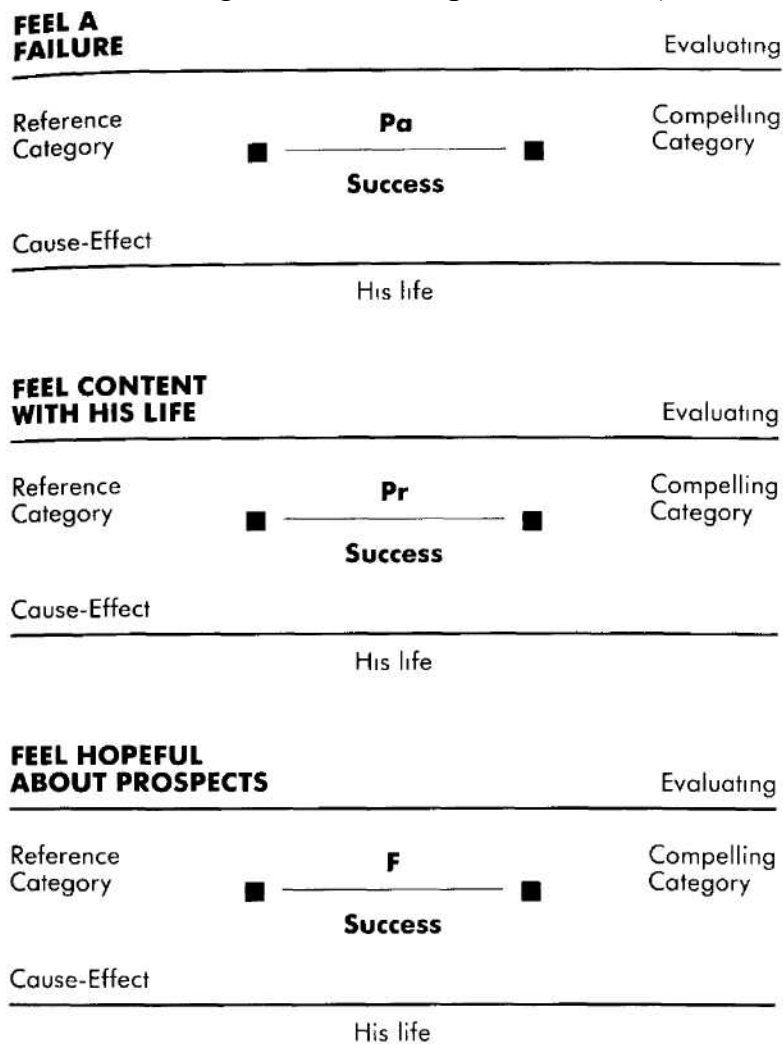 FEEL A
FAILURE
Evaluating
Reference
Category
Pa
Compelling
Category
Success
Cause-Effect
His life
FEEL CONTENT
WITH HIS LIFE
Evaluating
Reference
Category
Pr
Compelling
Category
Success
Cause-Effect
His life
FEEL HOPEFUL
ABOUT PROSPECTS
Evaluating
Reference
Category
F
Compelling
Category
Success
Cause-Effect
His life